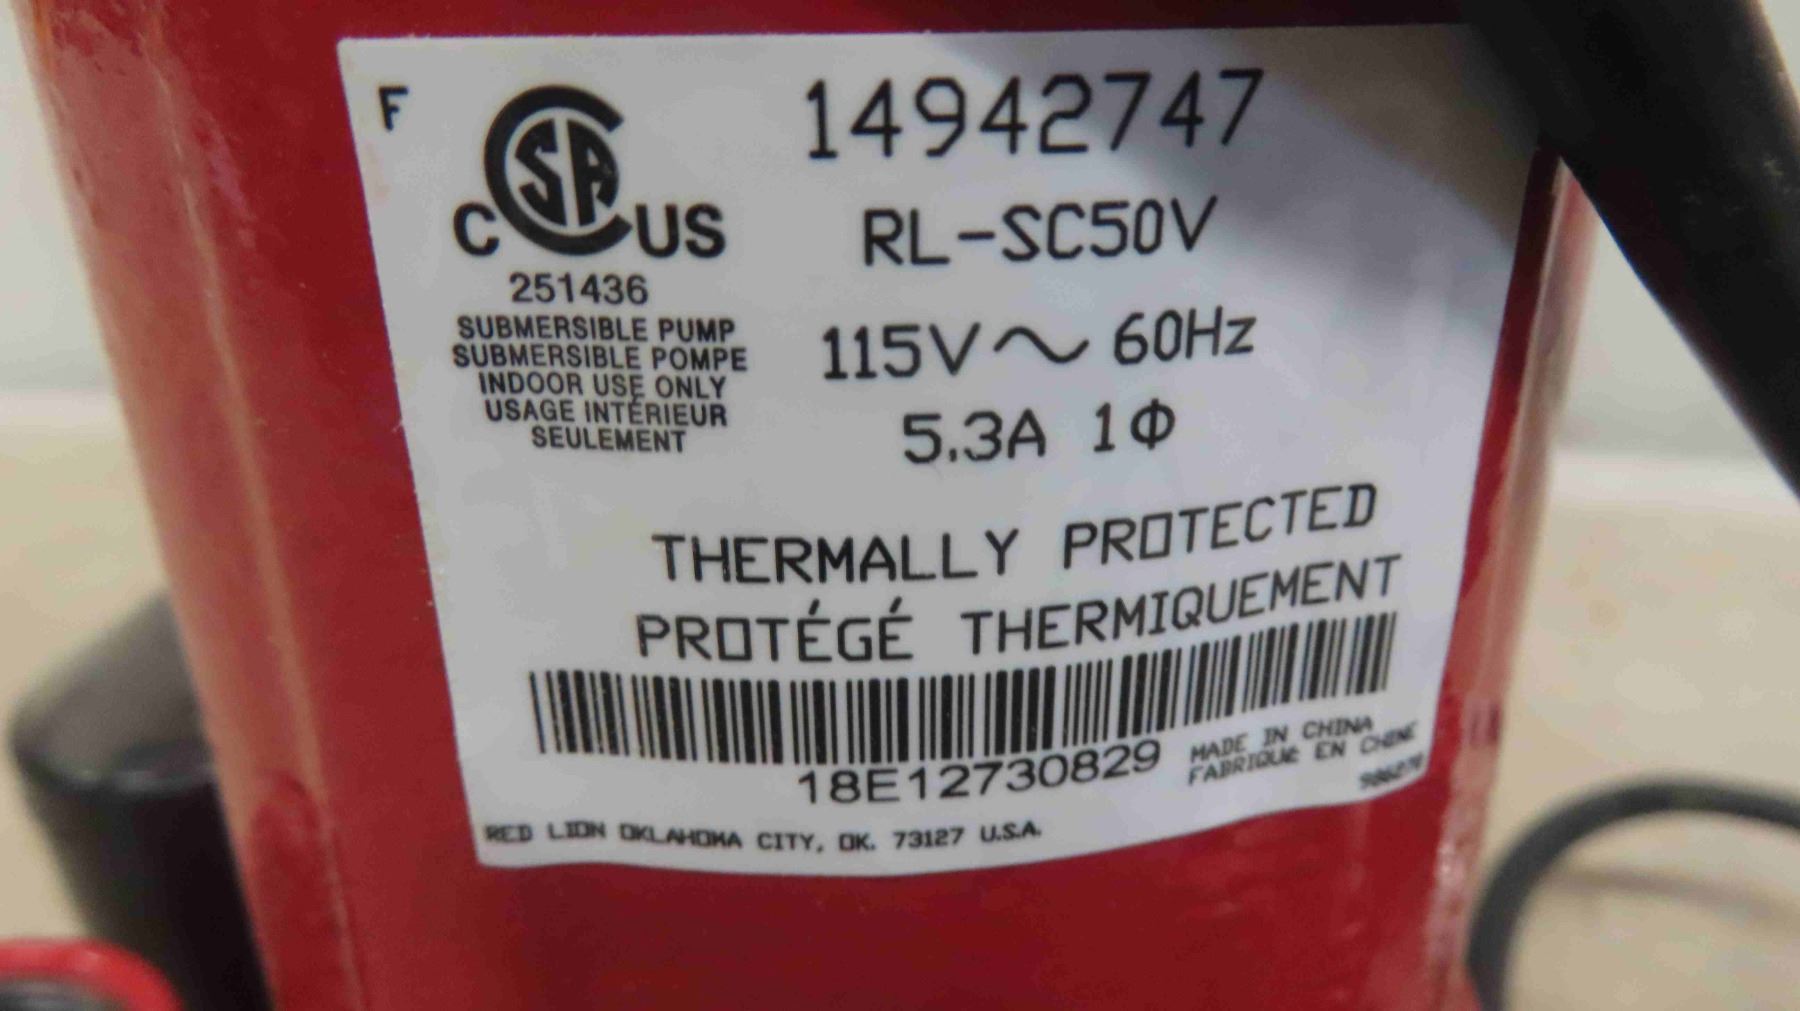 F
14942747
CSA
C US
RL-SC50V
251436
SUBMERSIBLE PUMP
SUBMERSIBLE POMPE
INDOOR USE ONLY
USAGE INTÉRIEUR
SEULEMENT
115V ~ 60Hz
5.3A 1Φ
THERMALLY PROTECTED
PROTÉGÉ THERMIQUEMENT
18E12730829
MADE IN CHINA
FABRIQUÉ EN CHINE
RED LION OKLAHOMA CITY, OK. 73127 U.S.A.